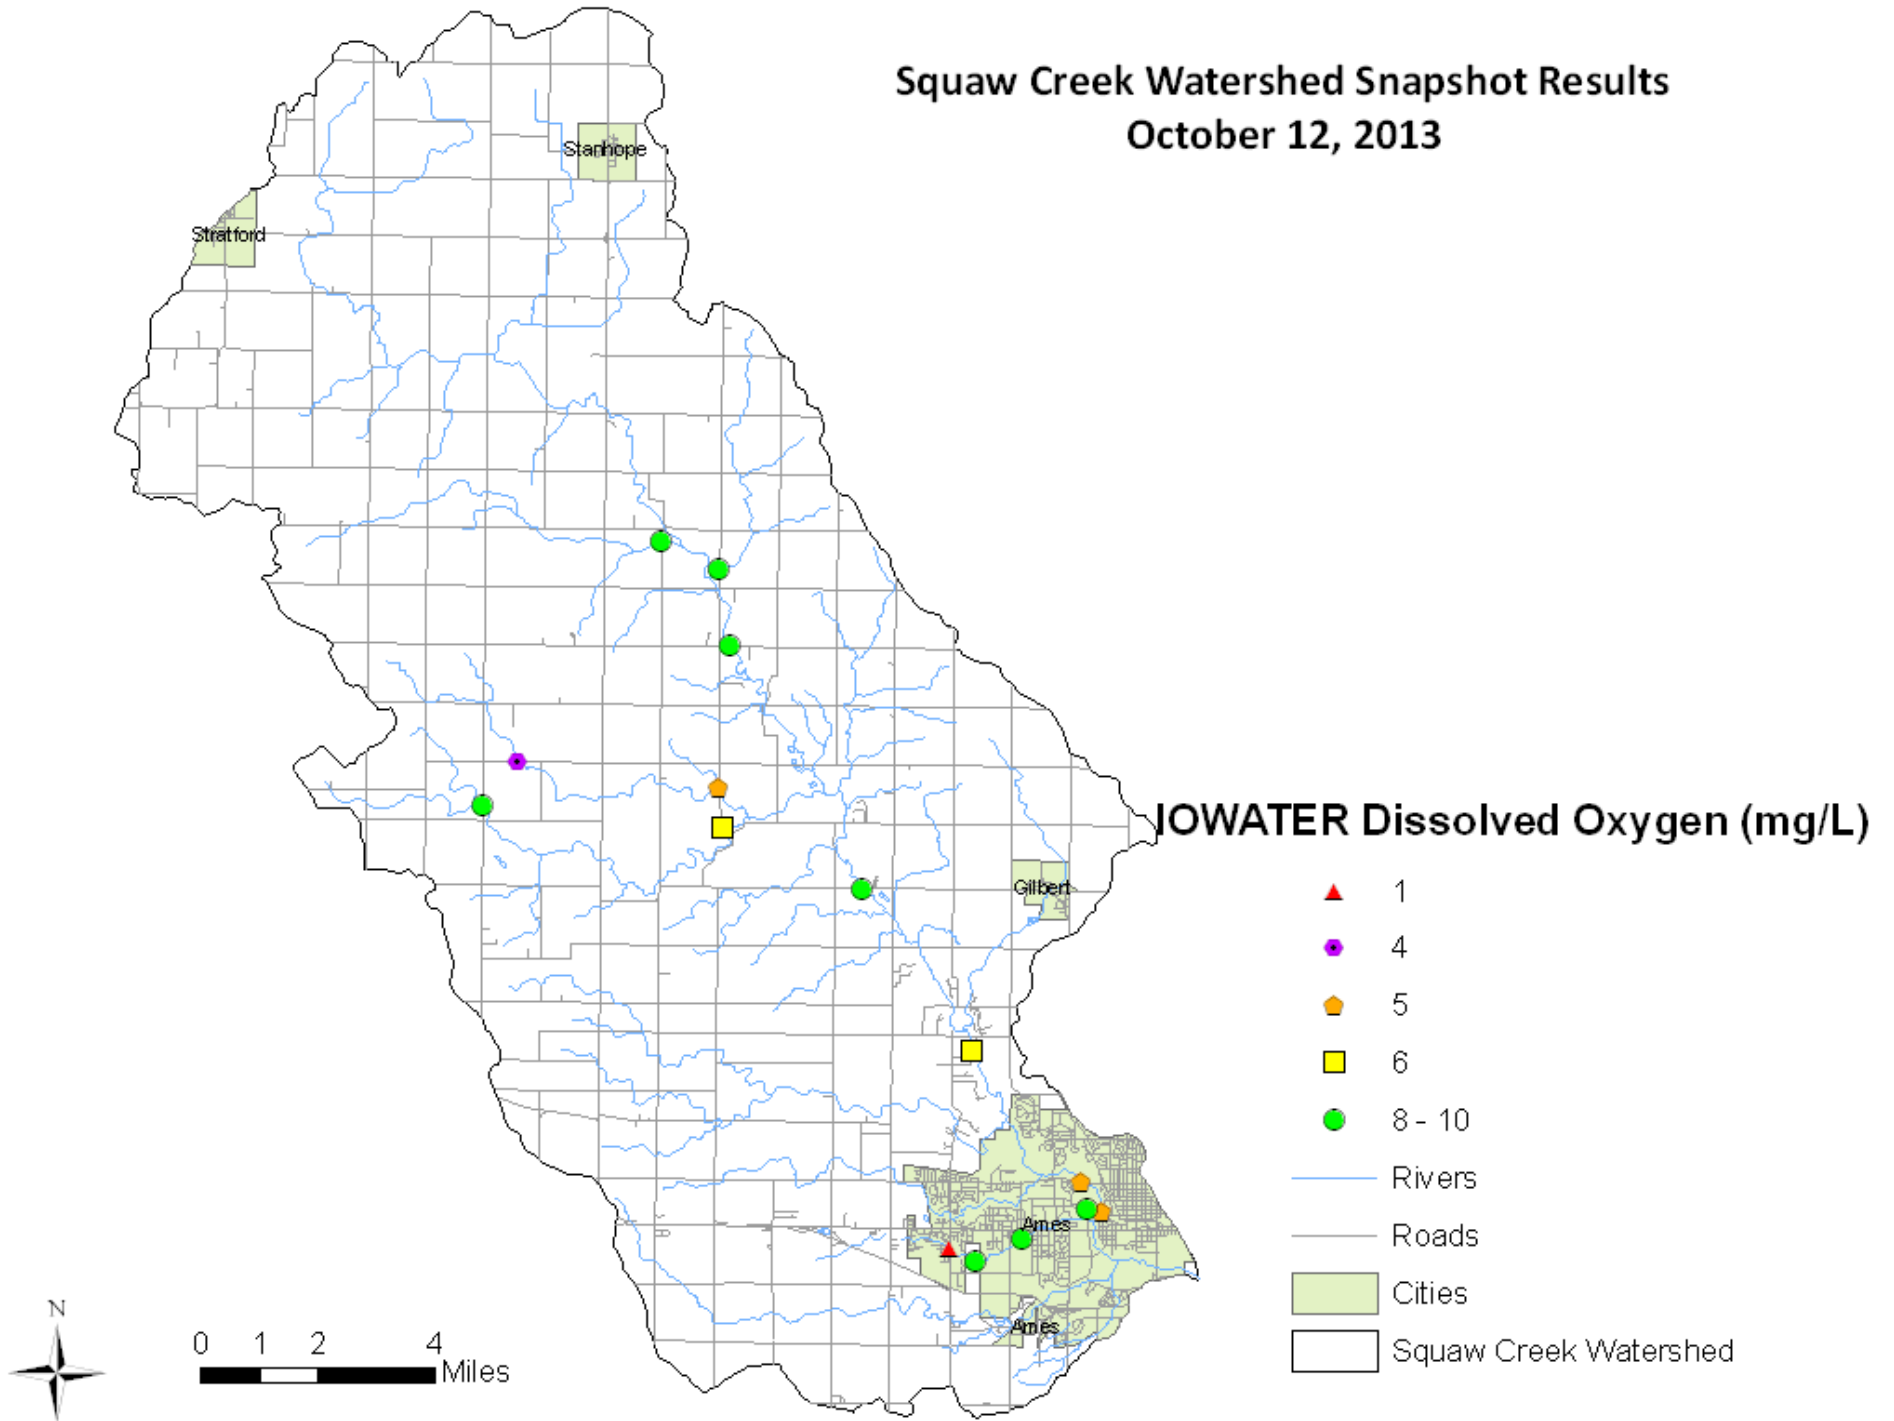 Squaw Creek Watershed Snapshot Results
October 12, 2013
Stanhope
Stratford
IOWATER Dissolved Oxygen (mg/L)
1
4
5
6
8 - 10
Rivers
Roads
Cities
Squaw Creek Watershed
Gilbert
Ames
Ames
N
0 1 2 4
Miles